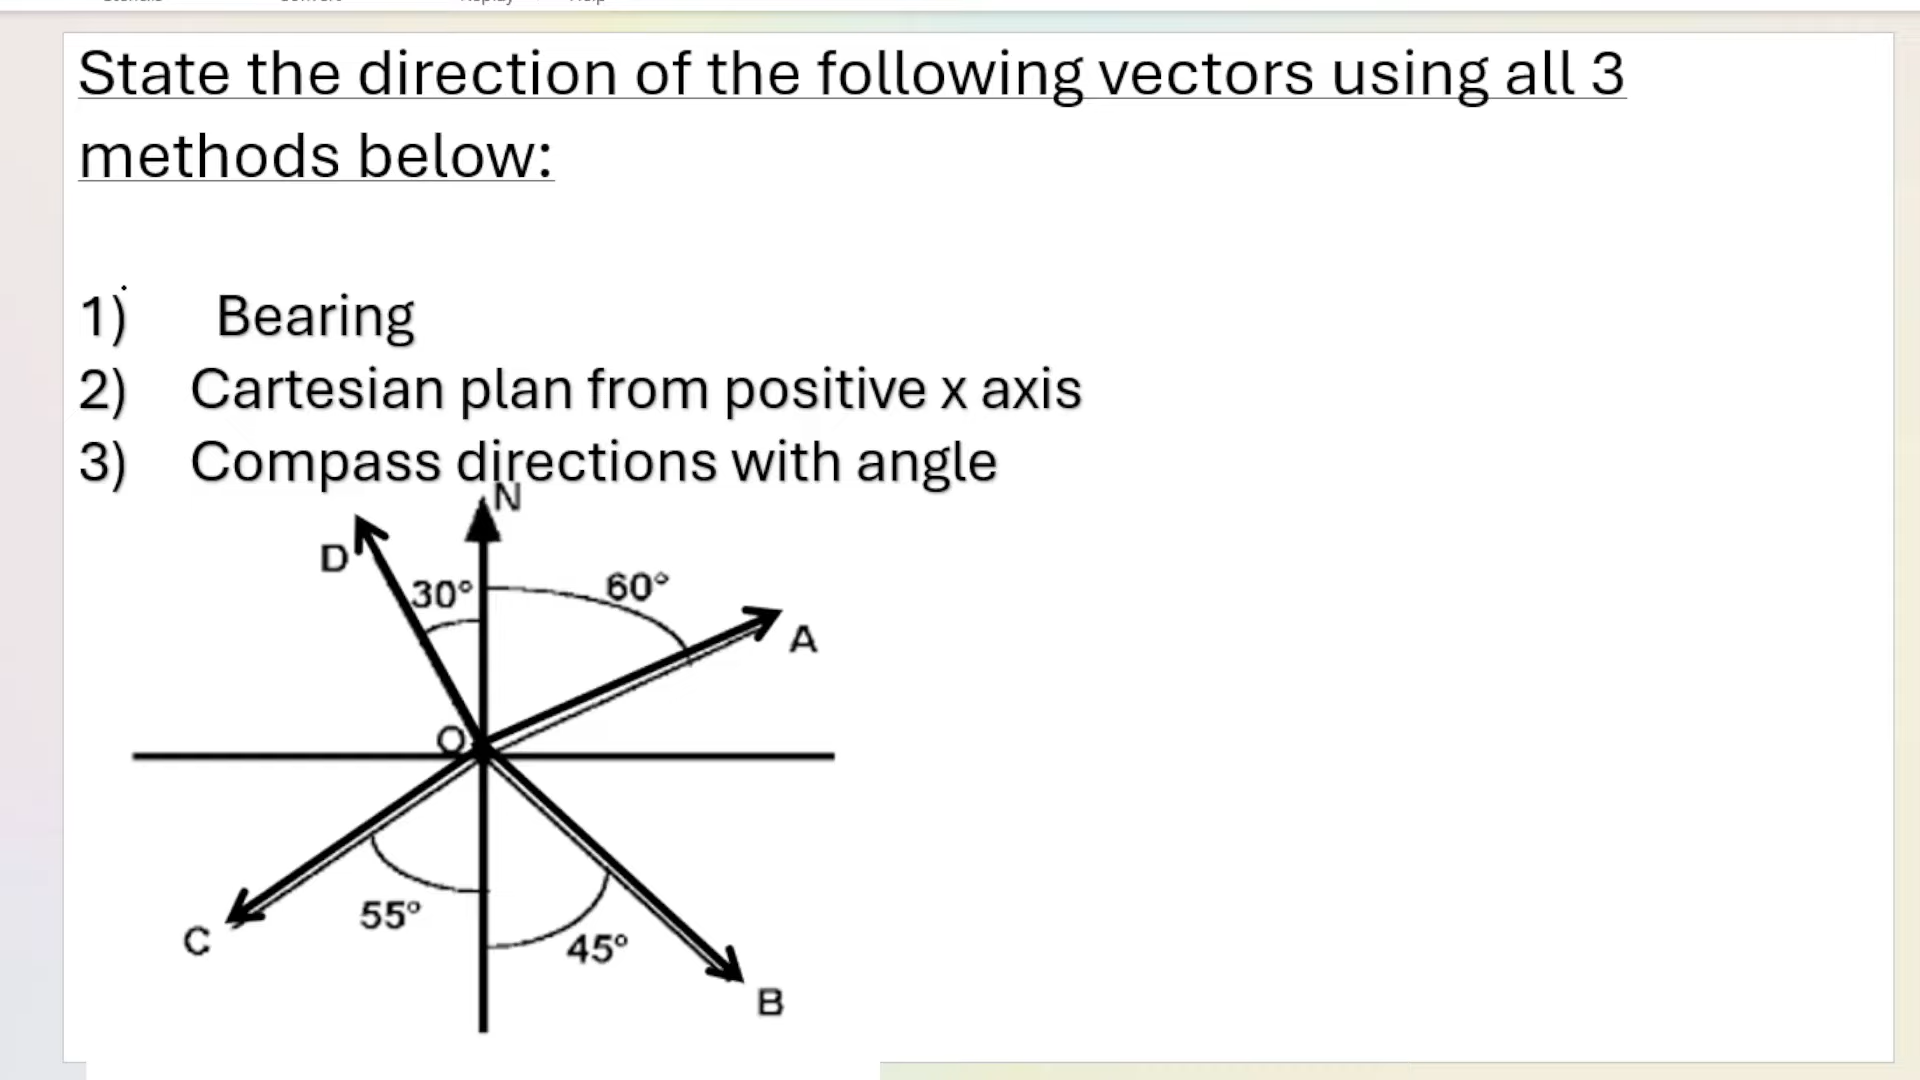 State the direction of the following vectors using all 3
methods below:
1) Bearing
2) Cartesian plan from positive x axis
3) Compass directions with angle
N
D
30°
60°
A
O
55°
C
45°
B